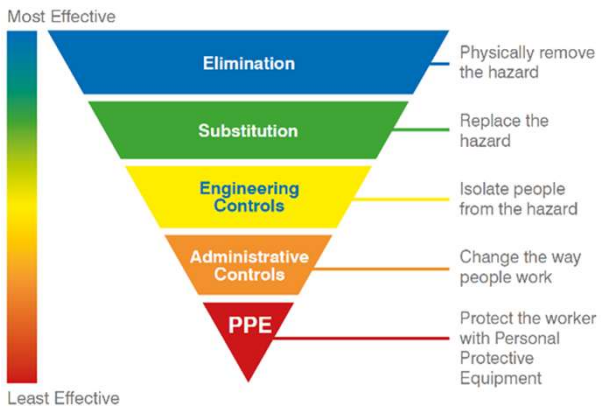 Most Effective
Elimination
Physically remove
the hazard
Substitution
Replace the
hazard
Engineering
Controls
Isolate people
from the hazard
Administrative
Controls
Change the way
people work
PPE
Protect the worker
with Personal
Protective
Equipment
Least Effective